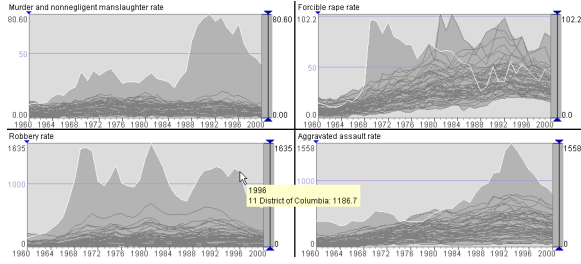 Murder and nonnegligent manslaughter rate
80.60 80.60
50
0.00 0.00
1960 1964 1968 1972 1976 1980 1984 1988 1992 1996 2000
Forcible rape rate
102.2 102.2
50
0.00
1960 1964 1968 1972 1976 1980 1984 1988 1992 1996 2000
Robbery rate
1635 1635
1000
0 0
1960 1964 1968 1972 1976 1980 1984 1988 1992 1996 2000
1996
11 District of Columbia: 1186.7
Aggravated assault rate
1558 1558
1000
0 0
1960 1964 1968 1972 1976 1980 1984 1988 1992 1996 2000